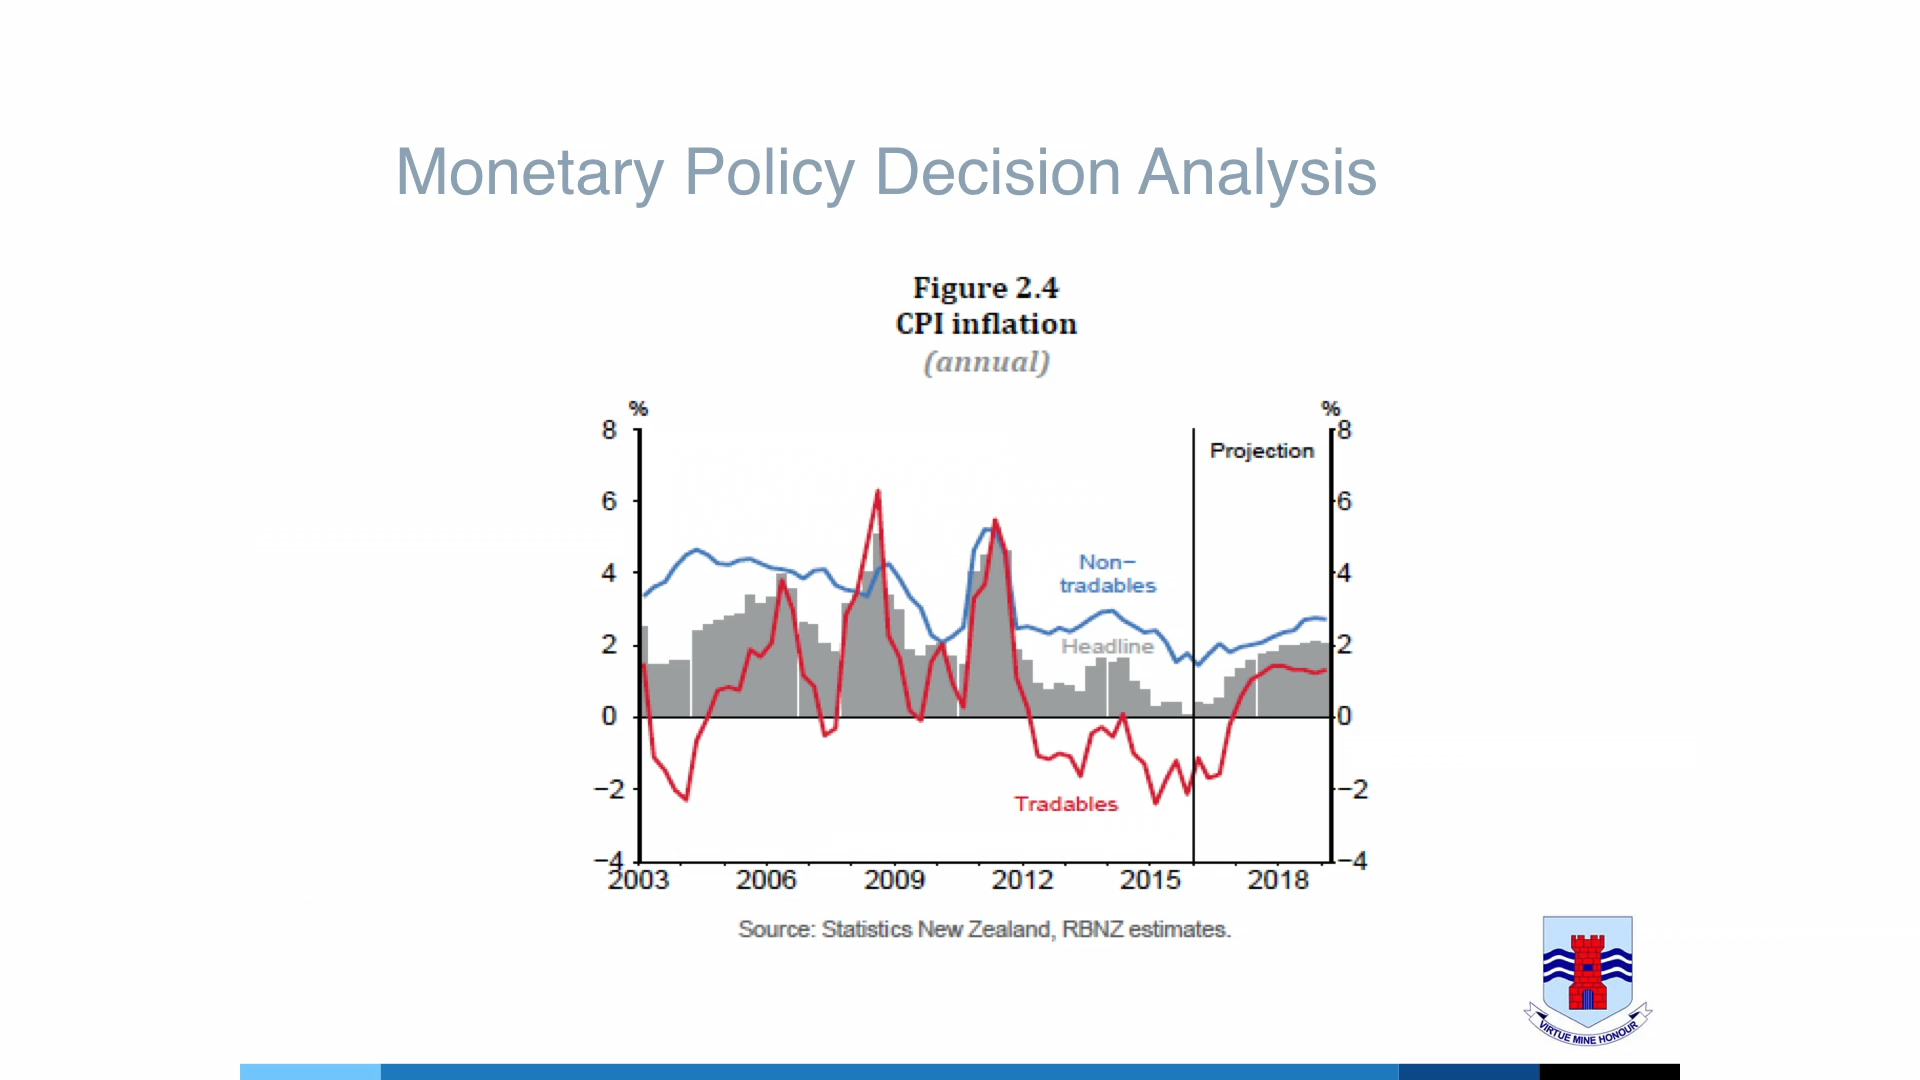 Monetary Policy Decision Analysis
Figure 2.4
CPI inflation
(annual)
% %
8 8
Projection
6 6
4 4
Non–
tradables
2 2
Headline
0 0
−2 −2
Tradables
−4 −4
2003 2006 2009 2012 2015 2018
Source: Statistics New Zealand, RBNZ estimates.
VIRTUE MINE HONOUR